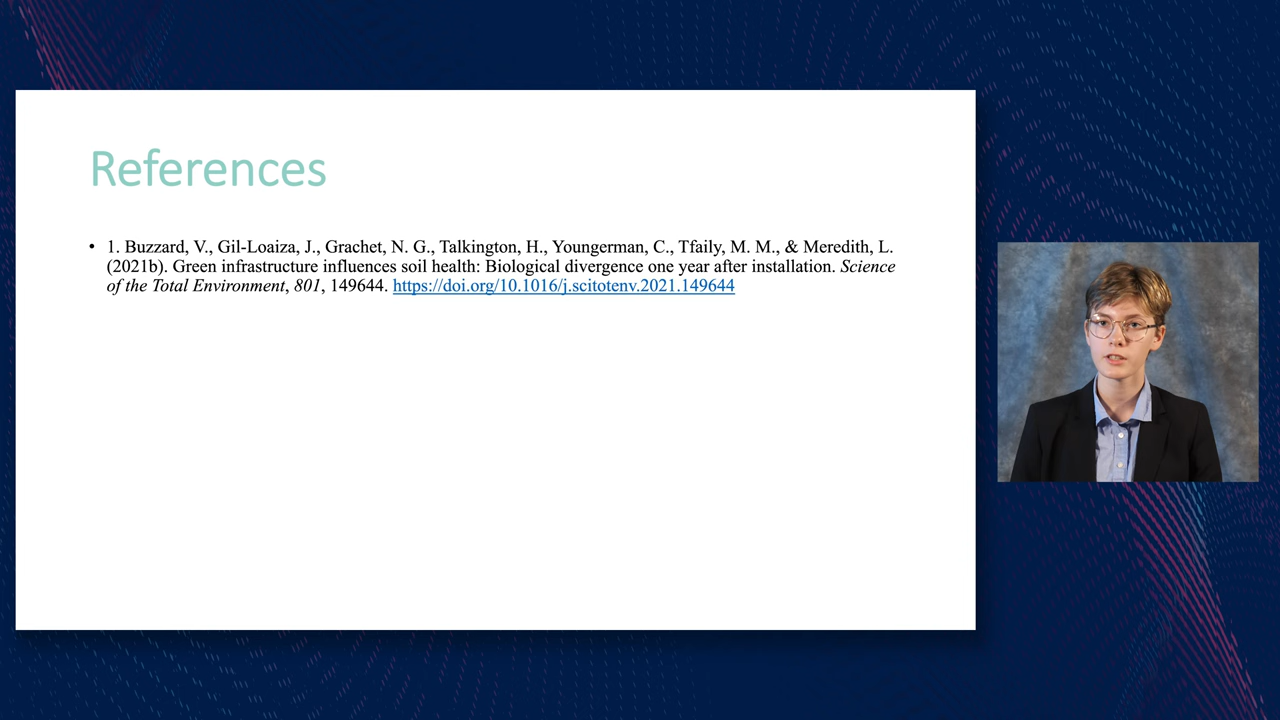 References
• 1. Buzzard, V., Gil-Loaiza, J., Grachet, N. G., Talkington, H., Youngerman, C., Tfaily, M. M., & Meredith, L.
(2021b). Green infrastructure influences soil health: Biological divergence one year after installation. Science
of the Total Environment, 801, 149644. https://doi.org/10.1016/j.scitotenv.2021.149644